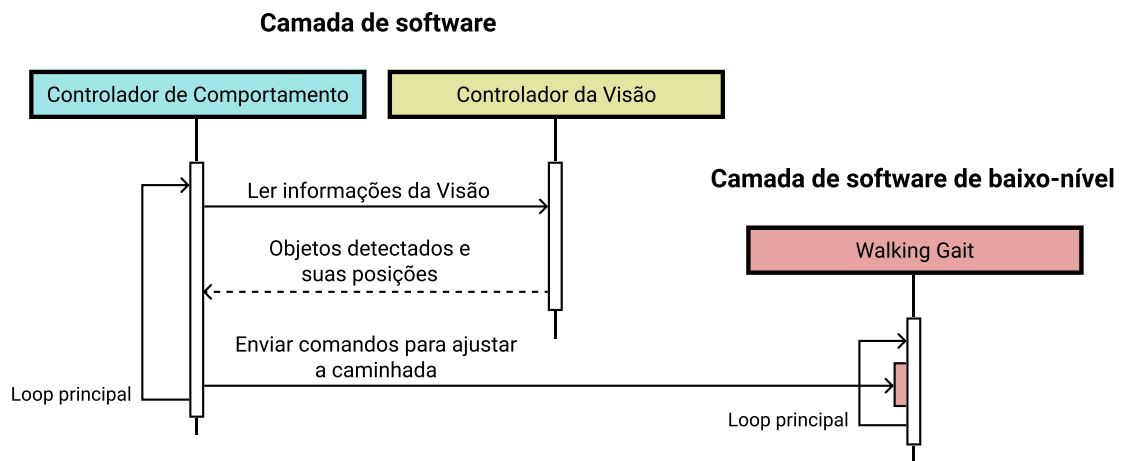 Camada de software
Controlador de Comportamento
Controlador da Visão
Ler informações da Visão
Objetos detectados e
suas posições
Enviar comandos para ajustar
a caminhada
Loop principal
Camada de software de baixo-nível
Walking Gait
Loop principal